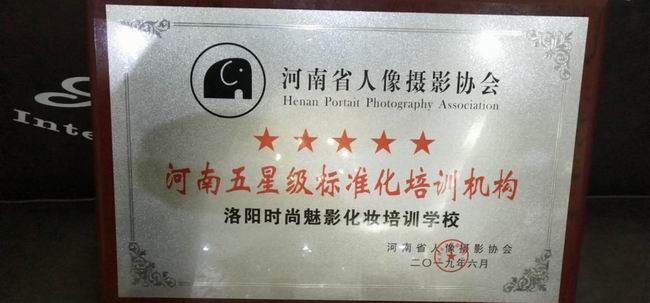 河南省人像摄影协会
Henan Portait Photography Association
河南五星级标准化培训机构
洛阳时尚魅影化妆培训学校
河南省人像摄影协会
二〇一九年六月